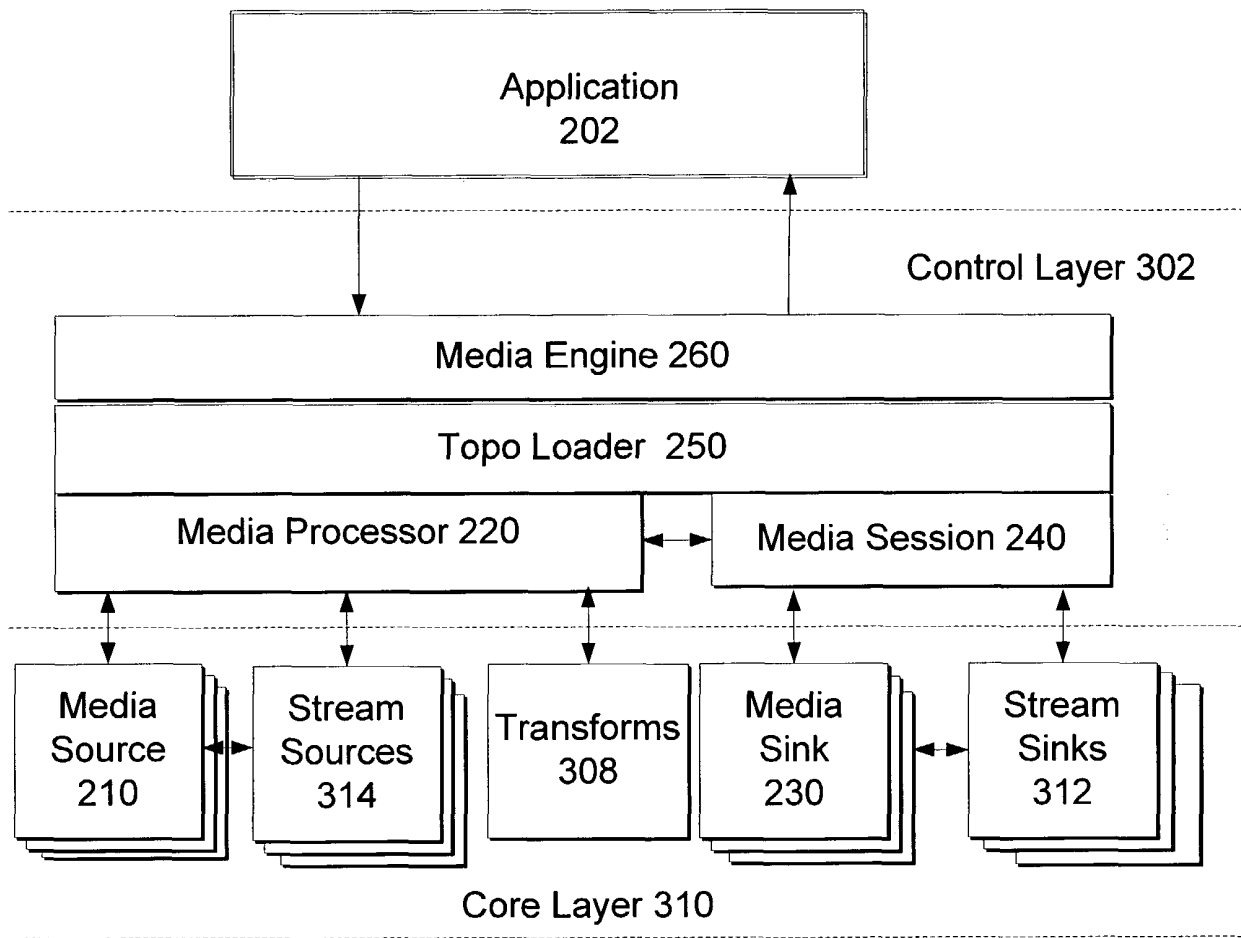 Application
202
Control Layer 302
Media Engine 260
Topo Loader 250
Media Processor 220
Media Session 240
Media
Source
210
Stream
Sources
314
Transforms
308
Media
Sink
230
Stream
Sinks
312
Core Layer 310